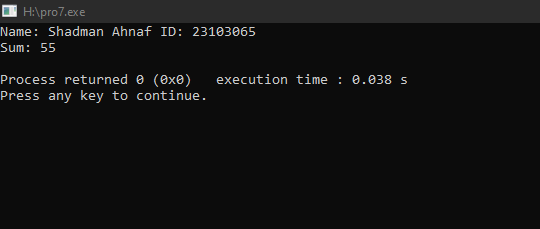 H:\pro7.exe
Name: Shadman Ahnaf ID: 23103065
Sum: 55
Process returned 0 (0x0)   execution time : 0.038 s
Press any key to continue.